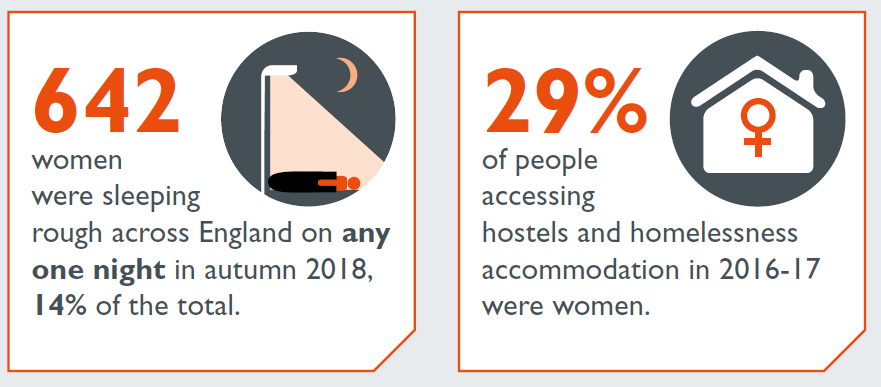 642
women
were sleeping
rough across England on any
one night in autumn 2018,
14% of the total.
29%
of people
accessing
hostels and homelessness
accommodation in 2016-17
were women.